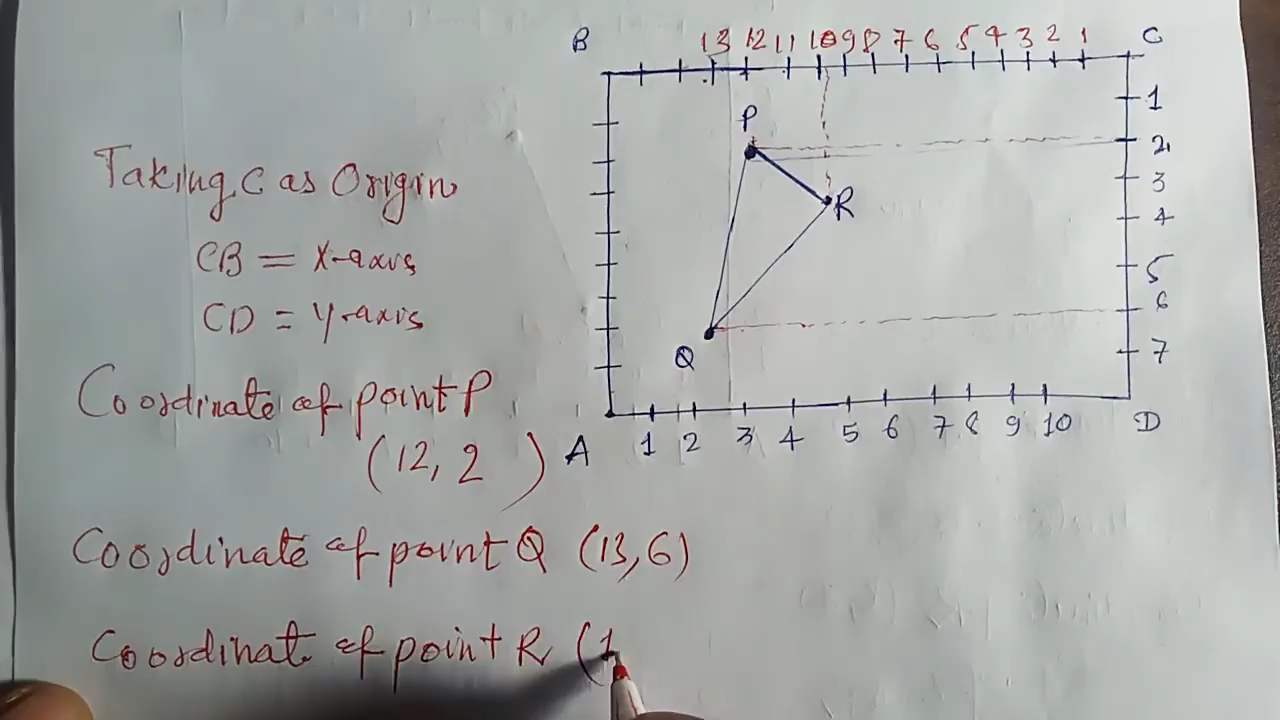 B 13 12 11 10 9 8 7 6 5 4 3 2 1 C
1
P
2
3
R
4
5
6
Q
7
A 1 2 3 4 5 6 7 8 9 10 D
Taking C as Origin
CB = X-axis
CD = Y-axis
Coordinate of point P
(12, 2 )
Coordinate of point Q (13,6)
Coordinat of point R (1